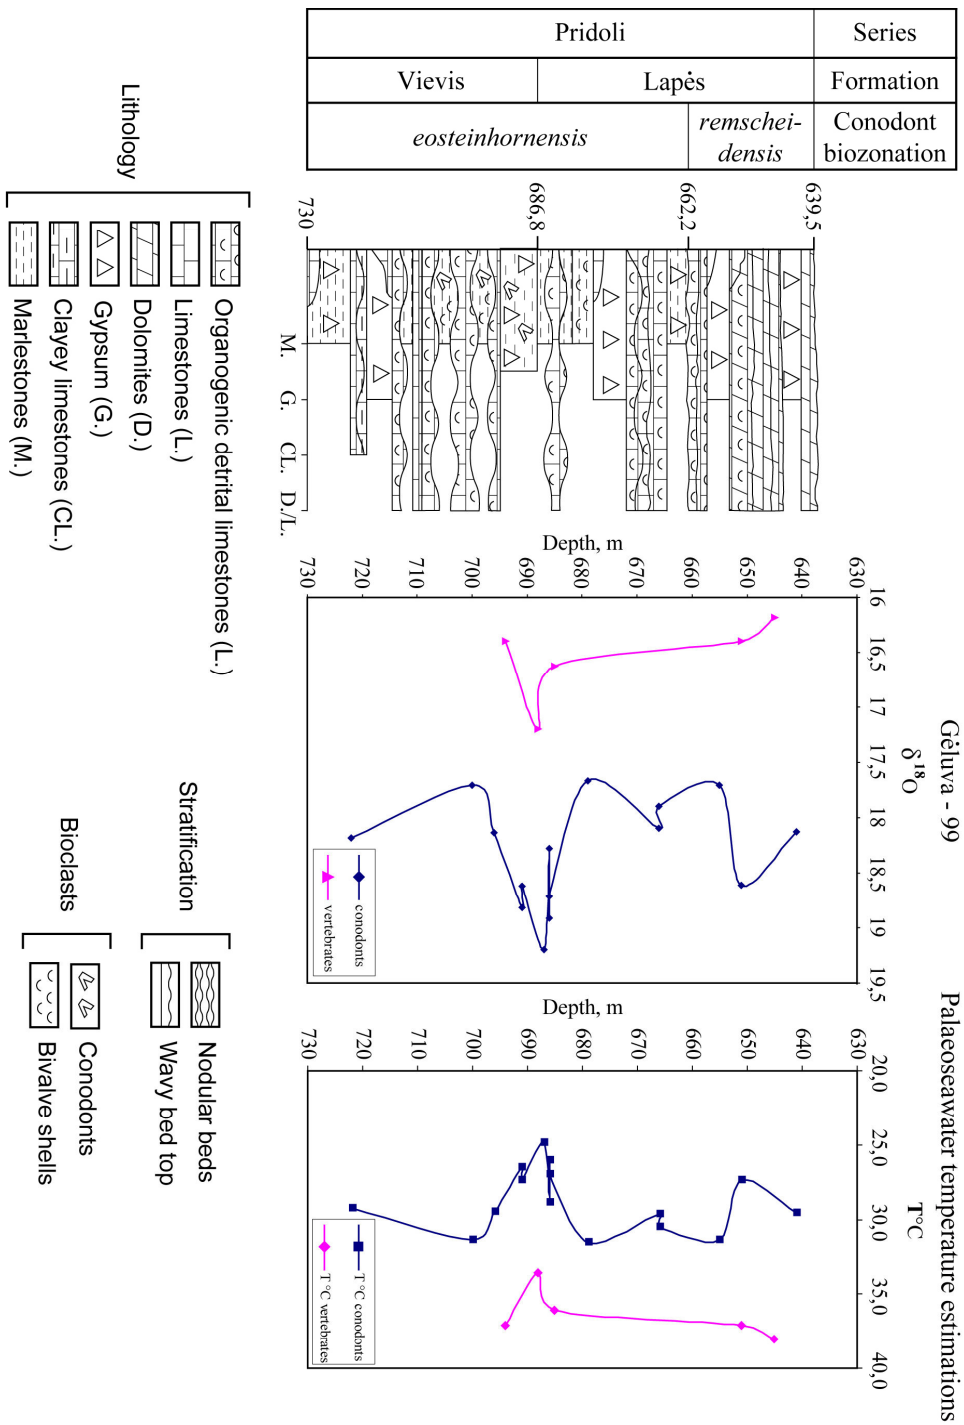 Pridoli
Series
Vievis
Lapės
Formation
eosteinhornensis
remschei-
densis
Conodont
biozonation
730
686,8
662,2
639,5
M.
G.
CL.
D./L.
Lithology
Organogenic detrital limestones (L.)
Limestones (L.)
Dolomites (D.)
Gypsum (G.)
Clayey limestones (CL.)
Marlestones (M.)
Gėluva - 99
δ¹⁸O
Depth, m
730
720
710
700
690
680
670
660
650
640
630
16
16,5
17
17,5
18
18,5
19
19,5
conodonts
vertebrates
Palaeoseawater temperature estimations
T°C
Depth, m
730
720
710
700
690
680
670
660
650
640
630
20,0
25,0
30,0
35,0
40,0
T °C conodonts
T °C vertebrates
Stratification
Nodular beds
Wavy bed top
Bioclasts
Conodonts
Bivalve shells